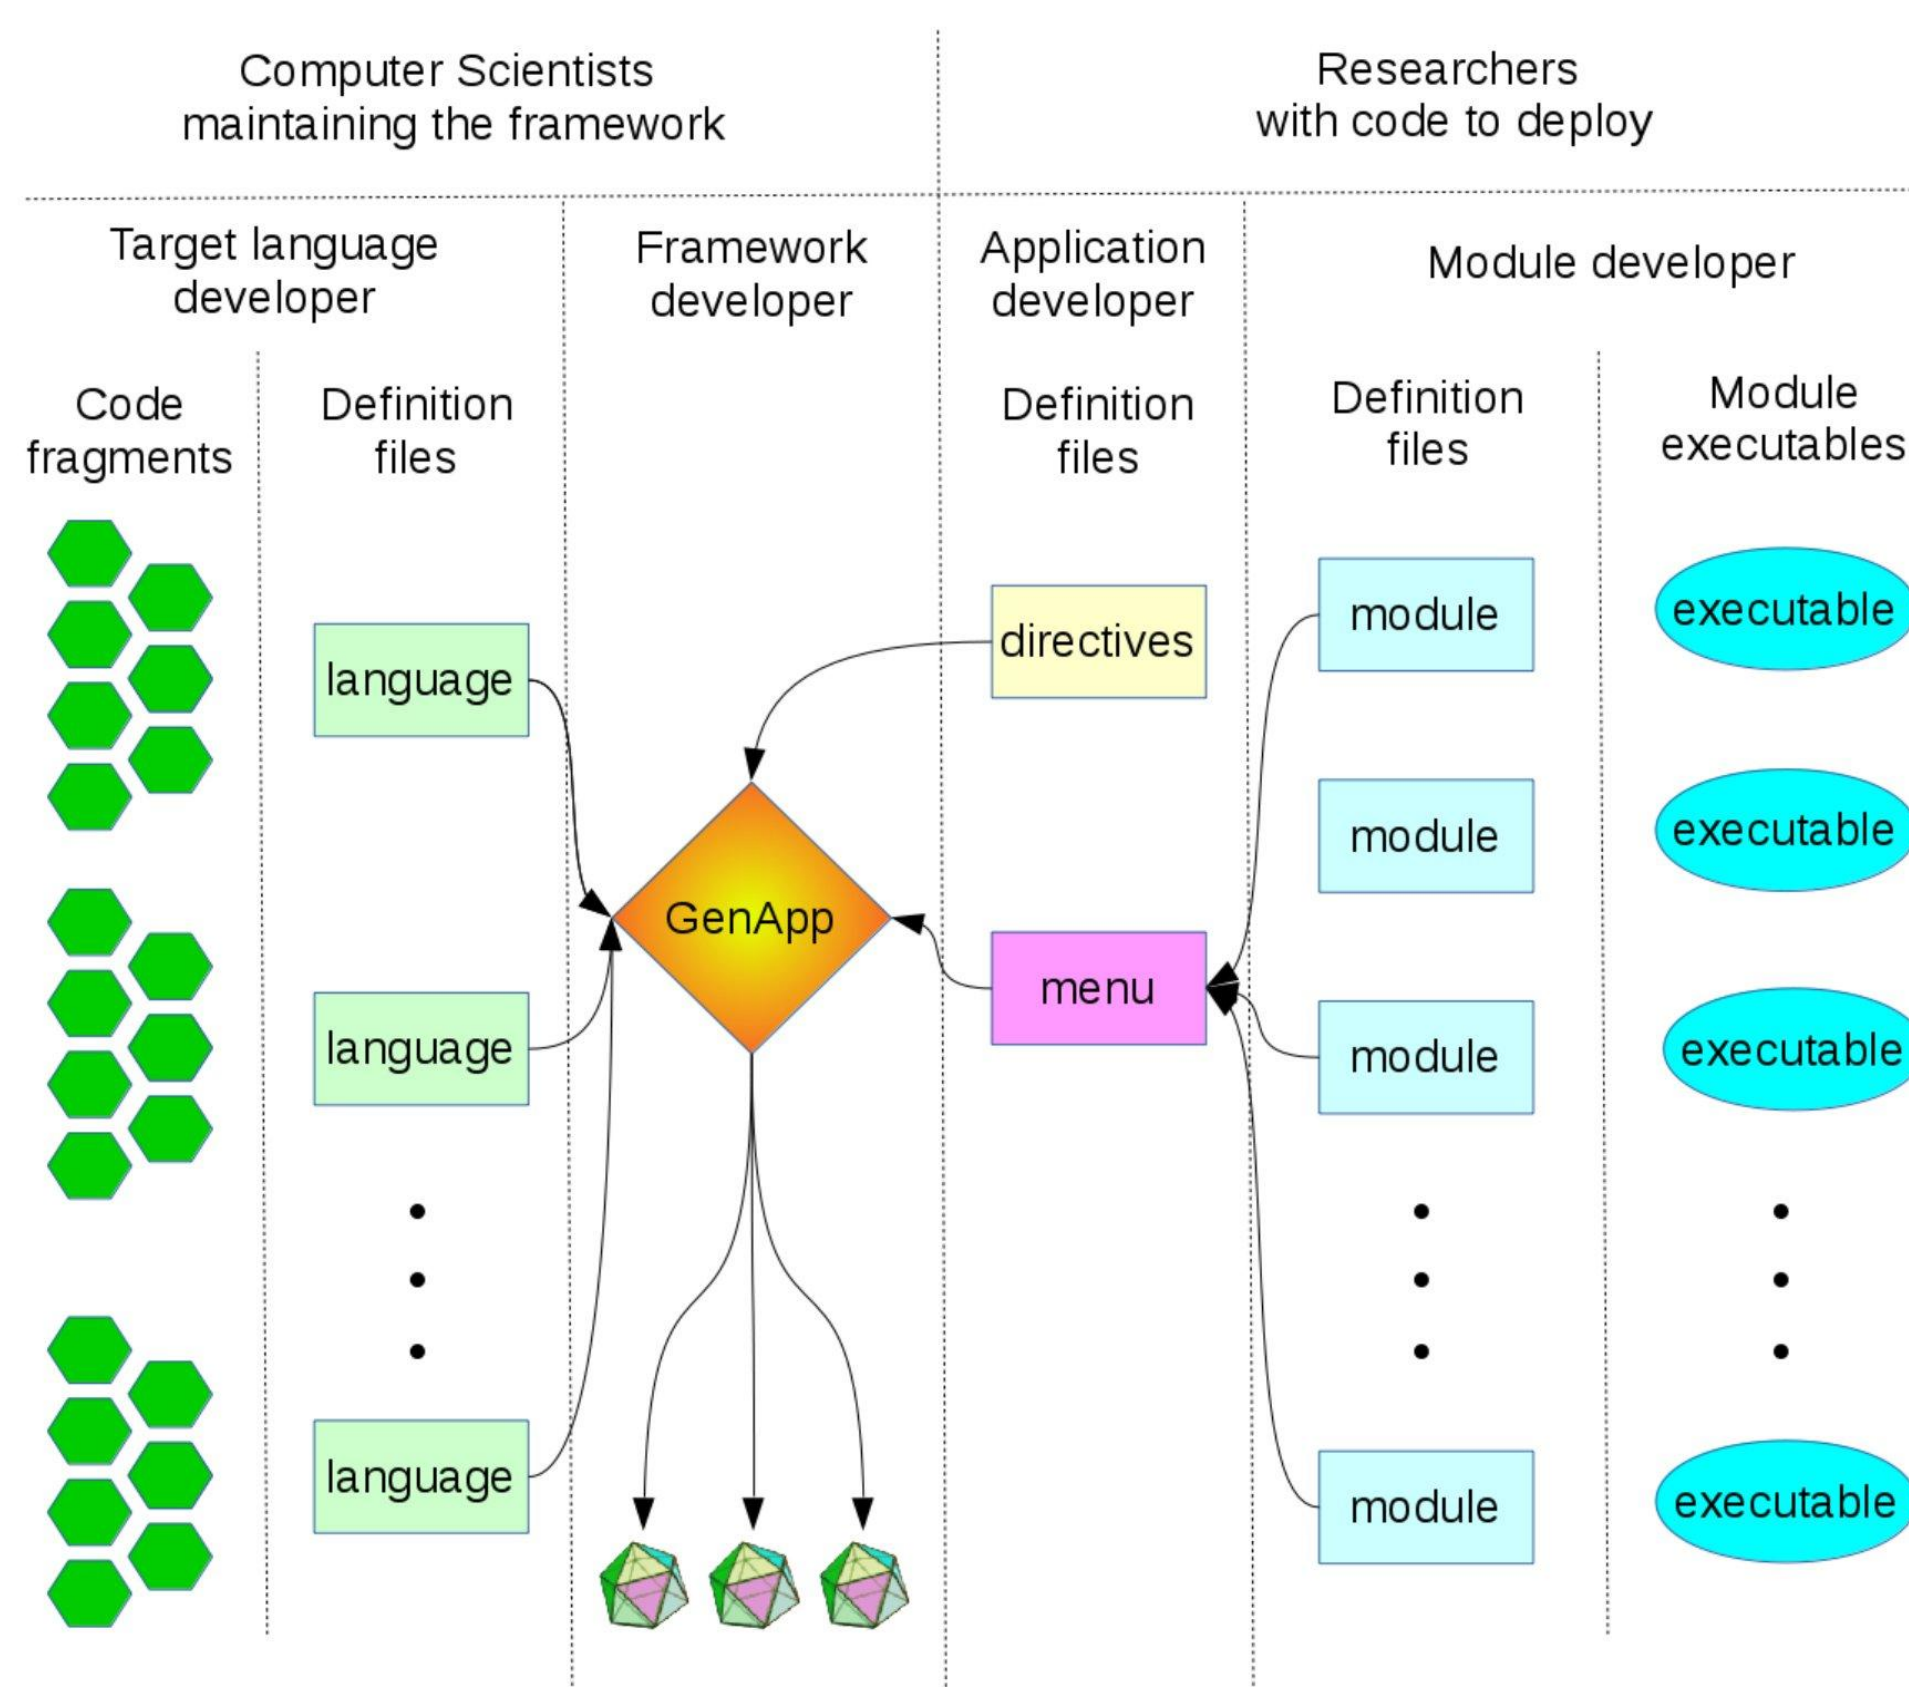 Computer Scientists
maintaining the framework
Researchers
with code to deploy
Target language
developer
Framework
developer
Application
developer
Module developer
Code
fragments
Definition
files
Definition
files
Definition
files
Module
executables
language
language
language
GenApp
directives
menu
module
module
module
module
executable
executable
executable
executable